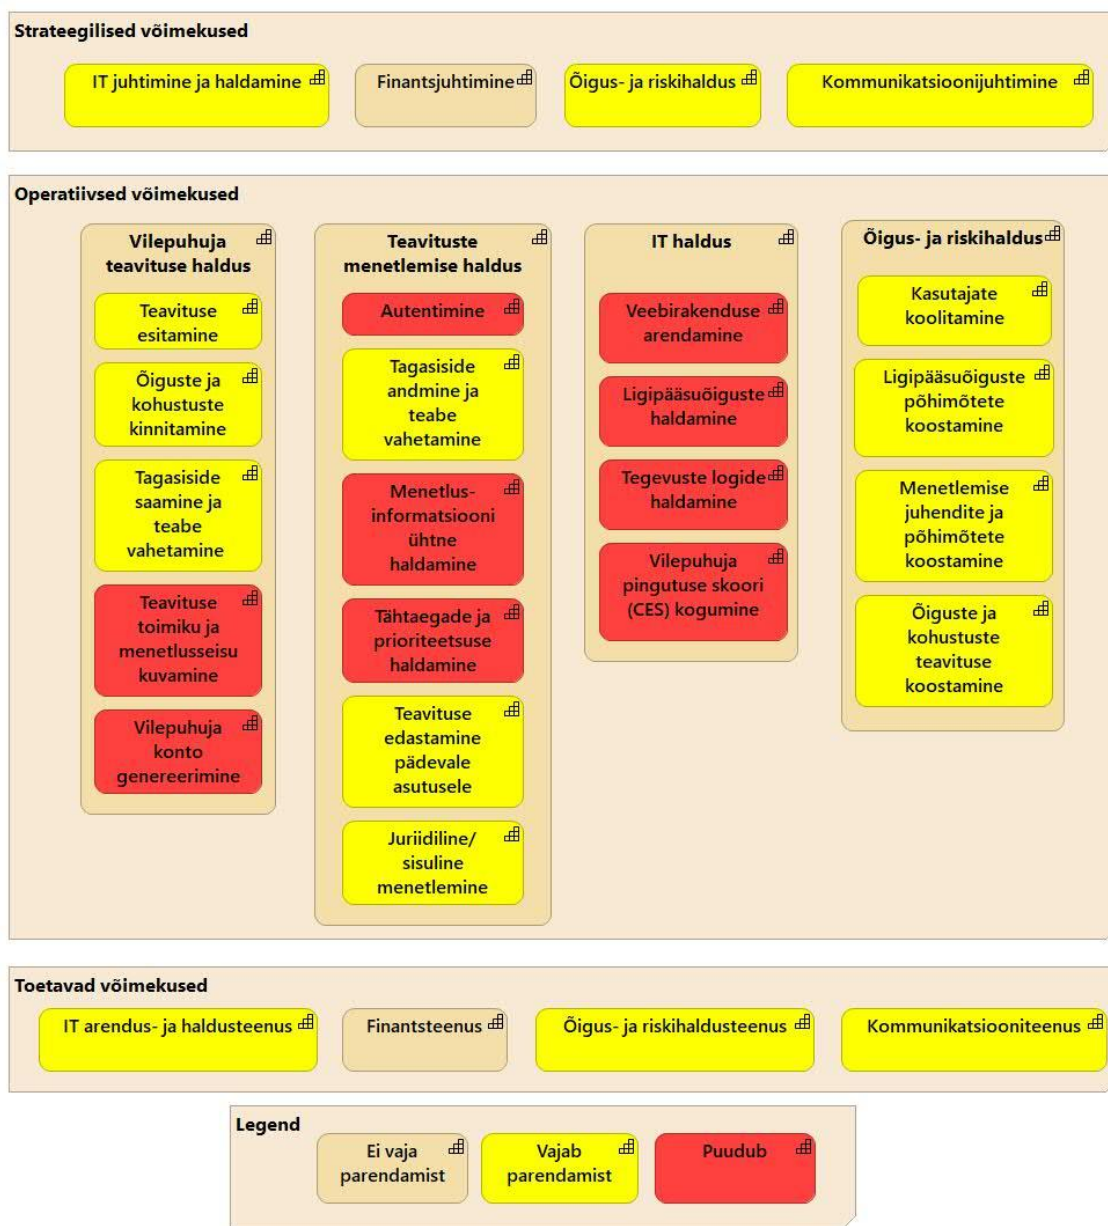 Strateegilised võimekused
IT juhtimine ja haldamine
Finantsjuhtimine
Õigus- ja riskihaldus
Kommunikatsioonijuhtimine
Operatiivsed võimekused
Vilepuhuja
teavituse haldus
Teavituse
esitamine
Õiguste ja
kohustuste
kinnitamine
Tagasiside
saamine ja
teabe
vahetamine
Teavituse
toimiku ja
menetlusseisu
kuvamine
Vilepuhuja
konto
genereerimine
Teavituste
menetlemise haldus
Autentimine
Tagasiside
andmine ja
teabe
vahetamine
Menetlus-
informatsiooni
ühtne
haldamine
Tähtaegade ja
prioriteetsuse
haldamine
Teavituse
edastamine
pädevale
asutusele
Juriidiline/
sisuline
menetlemine
IT haldus
Veebirakenduse
arendamine
Ligipääsuõiguste
haldamine
Tegevuste logide
haldamine
Vilepuhuja
pingutuse skoori
(CES) kogumine
Õigus- ja riskihaldus
Kasutajate
koolitamine
Ligipääsuõiguste
põhimõtete
koostamine
Menetlemise
juhendite ja
põhimõtete
koostamine
Õiguste ja
kohustuste
teavituse
koostamine
Toetavad võimekused
IT arendus- ja haldusteenus
Finantsteenus
Õigus- ja riskihaldusteenus
Kommunikatsiooniteenus
Legend
Ei vaja
parendamist
Vajab
parendamist
Puudub